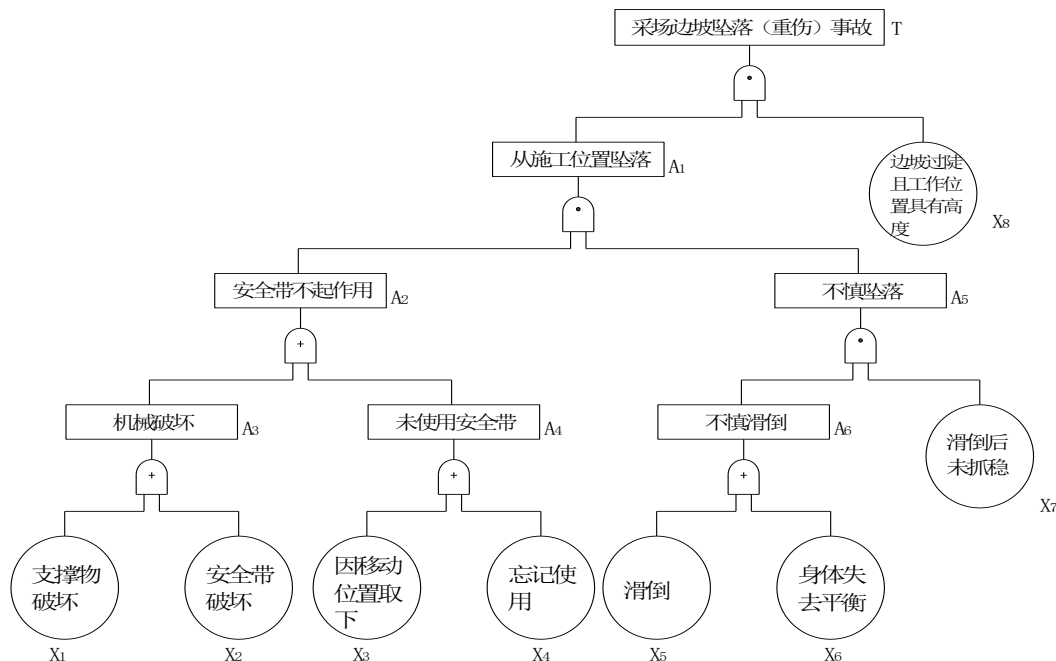 采场边坡坠落（重伤）事故 T
从施工位置坠落 A1
边坡过陡
且工作位
置具有高
度
X8
安全带不起作用 A2
不慎坠落 A5
机械破坏 A3
未使用安全带 A4
不慎滑倒 A6
滑倒后
未抓稳
X7
支撑物
破坏
安全带
破坏
因移动
位置取
下
忘记使
用
滑倒
身体失
去平衡
X1 X2 X3 X4 X5 X6